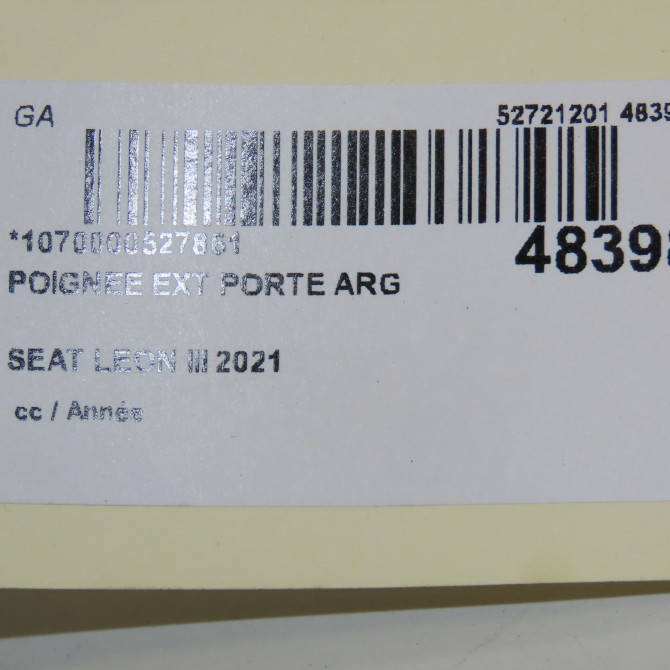 GA
52721201 4839
*1070000527861
48398
POIGNEE EXT PORTE ARG
SEAT LEON III 2021
cc / Année